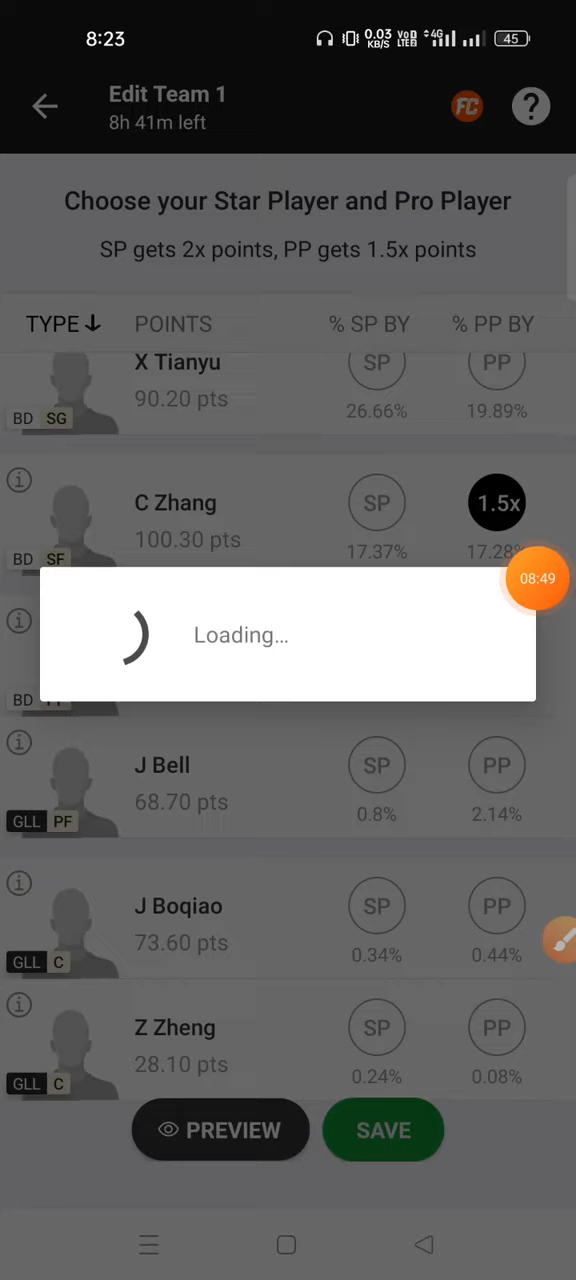 8:23
0.03 KB/S VoD LTE 4G 45
Edit Team 1
8h 41m left
FC ?
Choose your Star Player and Pro Player
SP gets 2x points, PP gets 1.5x points
TYPE POINTS % SP BY % PP BY
X Tianyu SP PP
90.20 pts
BD SG 26.66% 19.89%
i
C Zhang SP 1.5x
100.30 pts
BD SF 17.37% 17.28%
08:49
i
Loading...
BD
i
J Bell SP PP
68.70 pts
GLL PF 0.8% 2.14%
i
J Boqiao SP PP
73.60 pts
GLL C 0.34% 0.44%
i
Z Zheng SP PP
28.10 pts
GLL C 0.24% 0.08%
PREVIEW SAVE